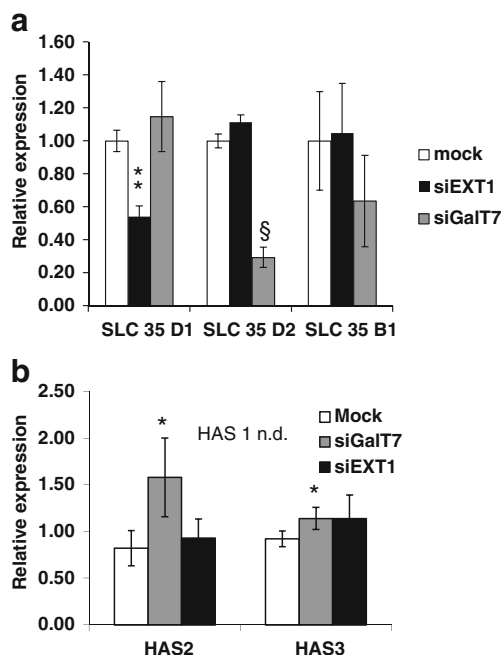 a
Relative expression
1.60
1.40
1.20
1.00
0.80
0.60
0.40
0.20
0.00
*
*
§
SLC 35 D1 SLC 35 D2 SLC 35 B1
mock
siEXT1
siGalT7
b
Relative expression
2.50
2.00
1.50
1.00
0.50
0.00
*
HAS 1 n.d.
*
Mock
siGalT7
siEXT1
HAS2 HAS3